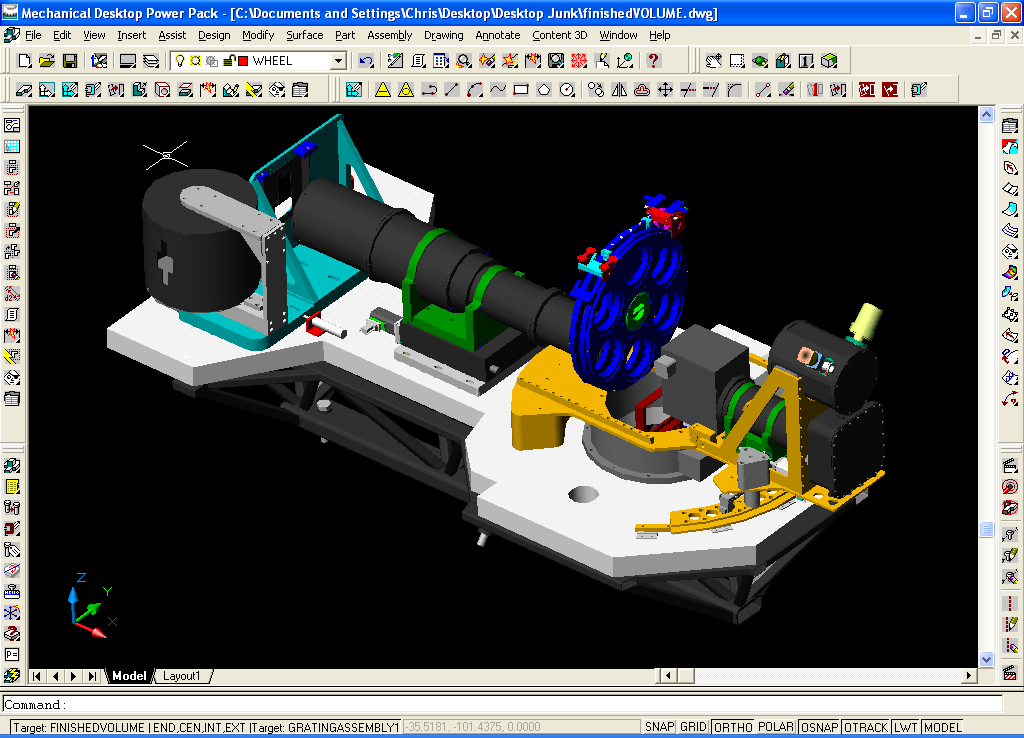 Mechanical Desktop Power Pack - [C:\Documents and Settings\Chris\Desktop\Desktop Junk\finishedVOLUME.dwg]
File Edit View Insert Assist Design Modify Surface Part Assembly Drawing Annotate Content 3D Window Help
WHEEL
Z
Y
X
Model Layout1
Command:
Target: FINISHEDVOLUME | END,CEN,INT,EXT |Target: GRATINGASSEMBLY1 -35.5181, -101.4375, 0.0000 SNAP GRID ORTHO POLAR OSNAP OTRACK LWT MODEL